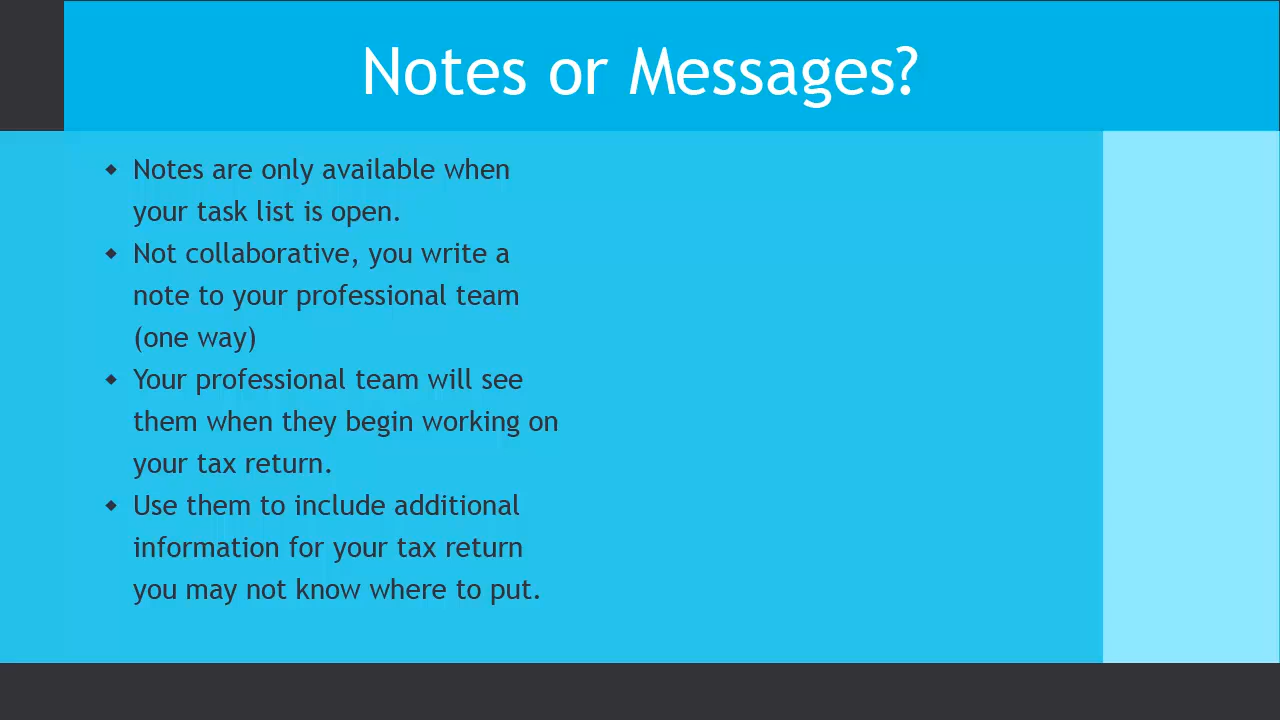 Notes or Messages?
Notes are only available when
your task list is open.
Not collaborative, you write a
note to your professional team
(one way)
Your professional team will see
them when they begin working on
your tax return.
Use them to include additional
information for your tax return
you may not know where to put.